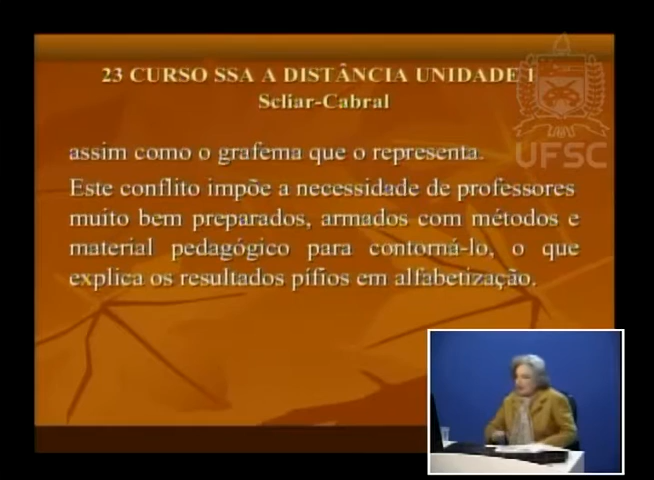 23 CURSO SSA A DISTÂNCIA UNIDADE I
Scliar-Cabral
UFSC
assim como o grafema que o representa.
Este conflito impõe a necessidade de professores
muito bem preparados, armados com métodos e
material pedagógico para contorná-lo, o que
explica os resultados pífios em alfabetização.